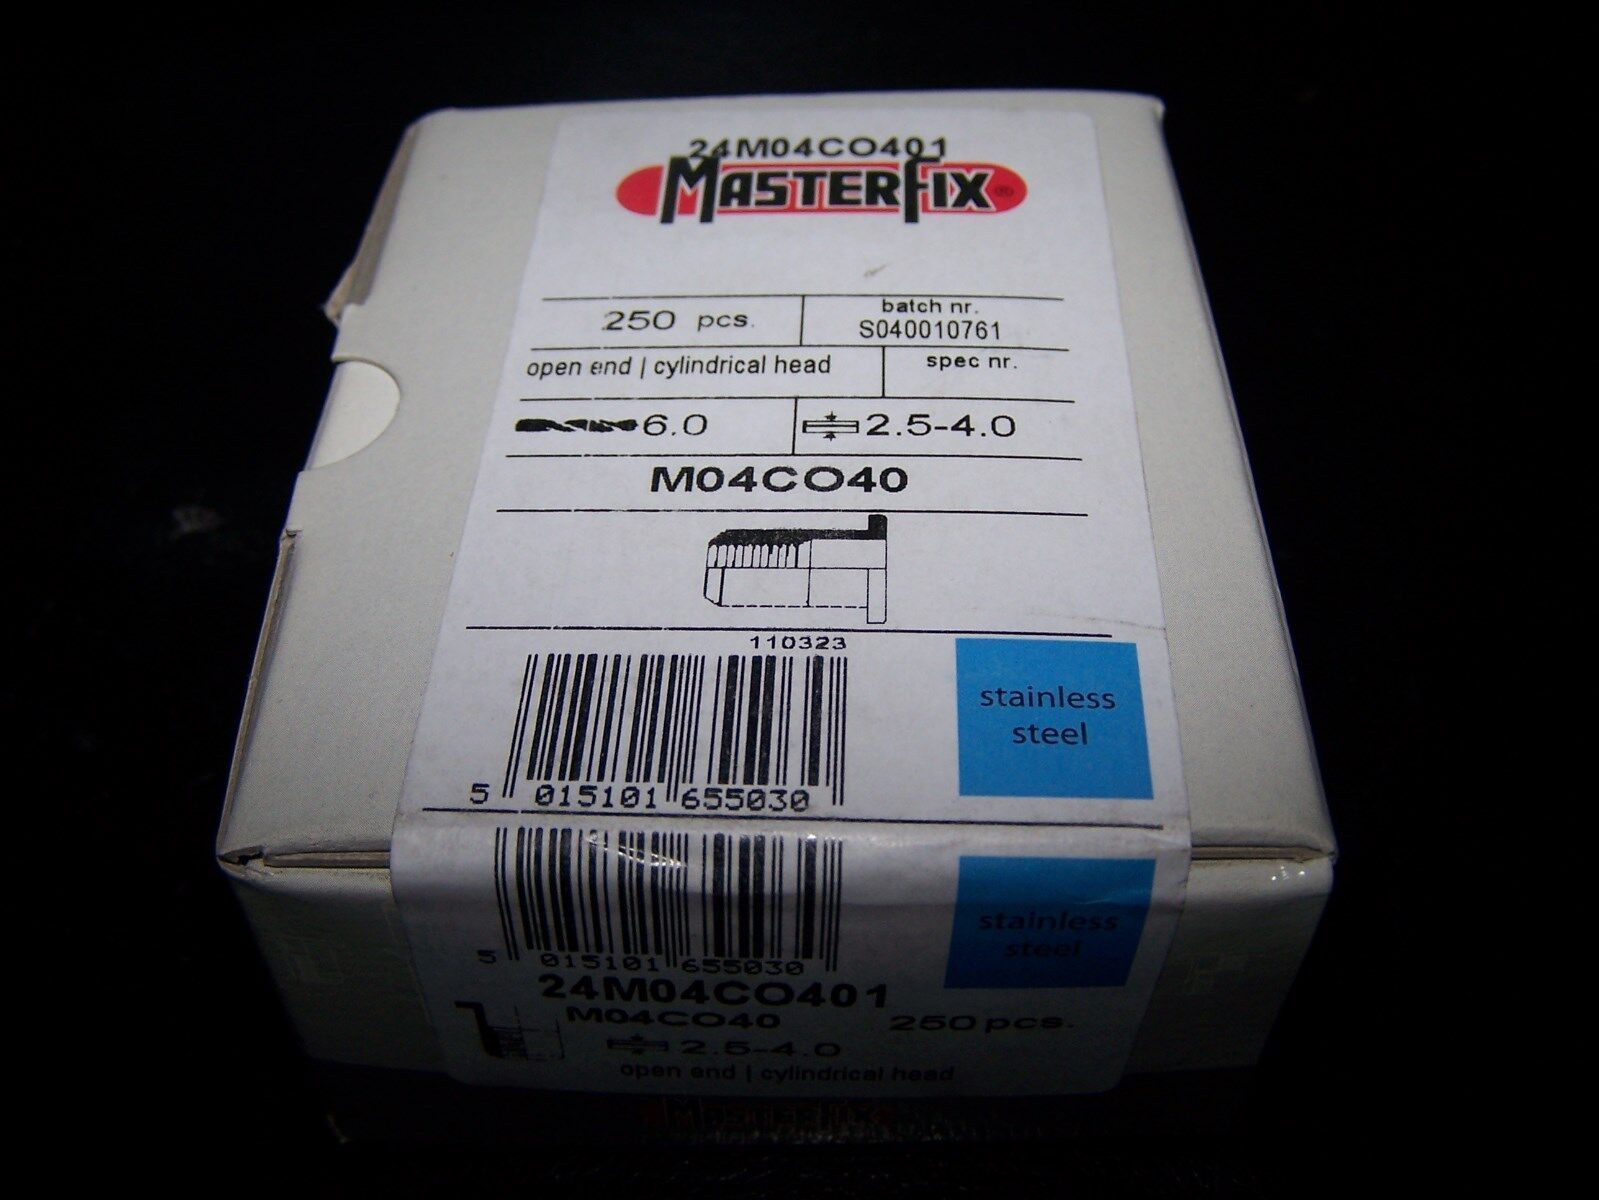 24M04CO401
MASTERFIX®
250 pcs.
batch nr.
S040010761
open end | cylindrical head
spec nr.
6.0
2.5-4.0
M04CO40
110323
stainless
steel
5 015101 655030
stainless
steel
5 015101 655030
24M04CO401
M04CO40
250 pcs.
2.5-4.0
open end | cylindrical head
MASTERFIX